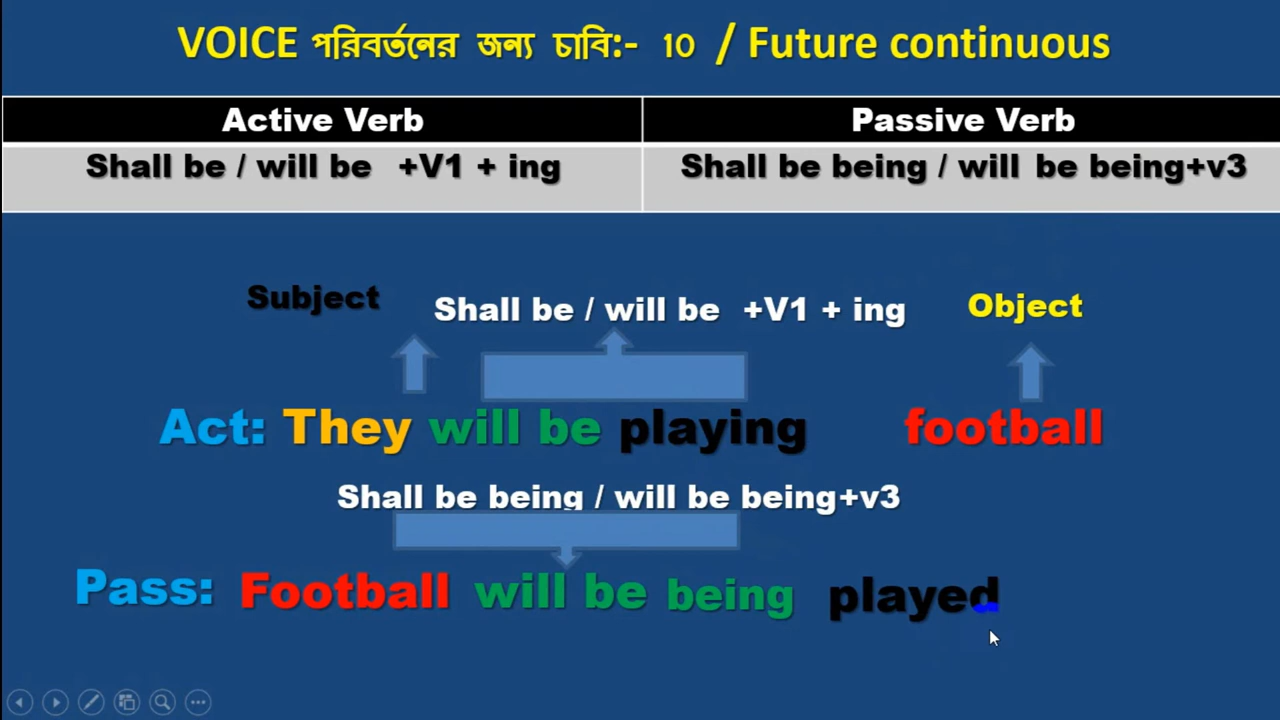 VOICE পরিবর্তনের জন্য চাবি:- 10 / Future continuous
Active Verb
Passive Verb
Shall be / will be +V1 + ing
Shall be being / will be being+v3
Subject
Shall be / will be +V1 + ing
Object
Act: They will be playing football
Shall be being / will be being+v3
Pass: Football will be being played